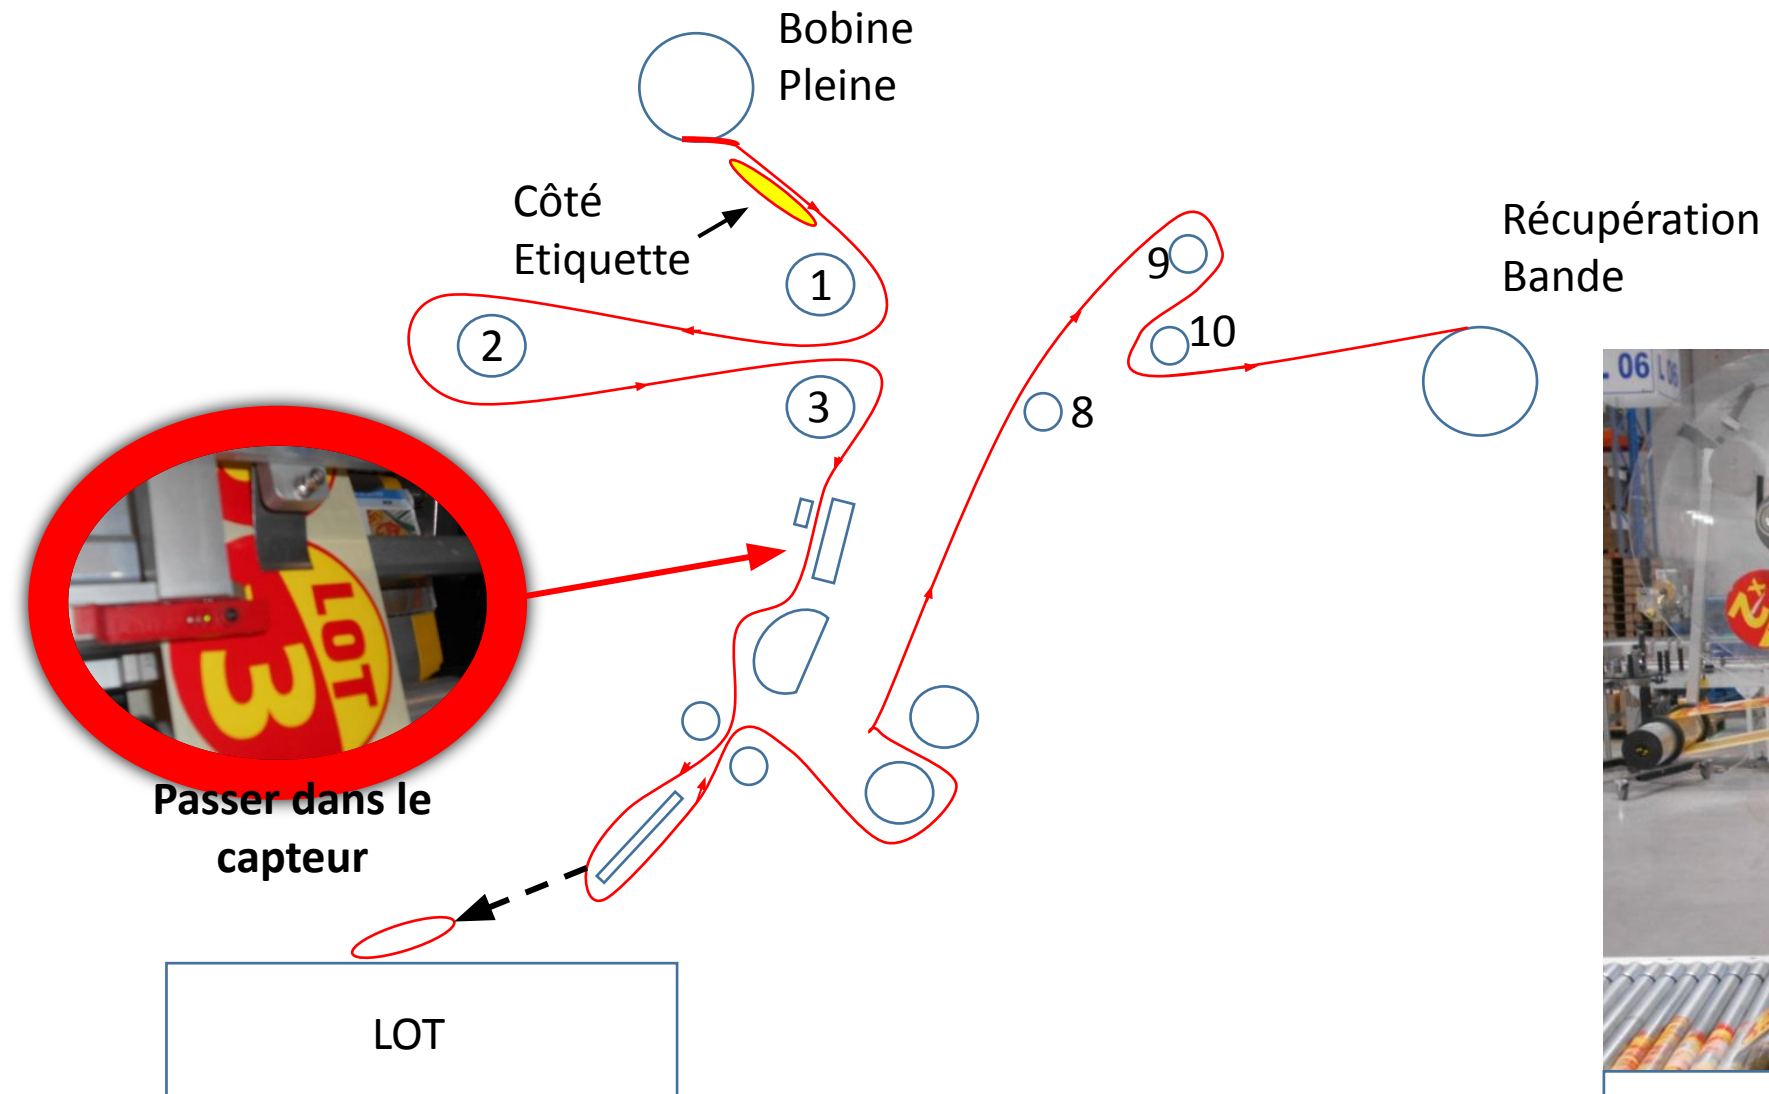 Bobine
Pleine
Côté
Etiquette
1
2
3
9
10
8
Récupération
Bande
L 06
LOT
3
Passer dans le
capteur
LOT